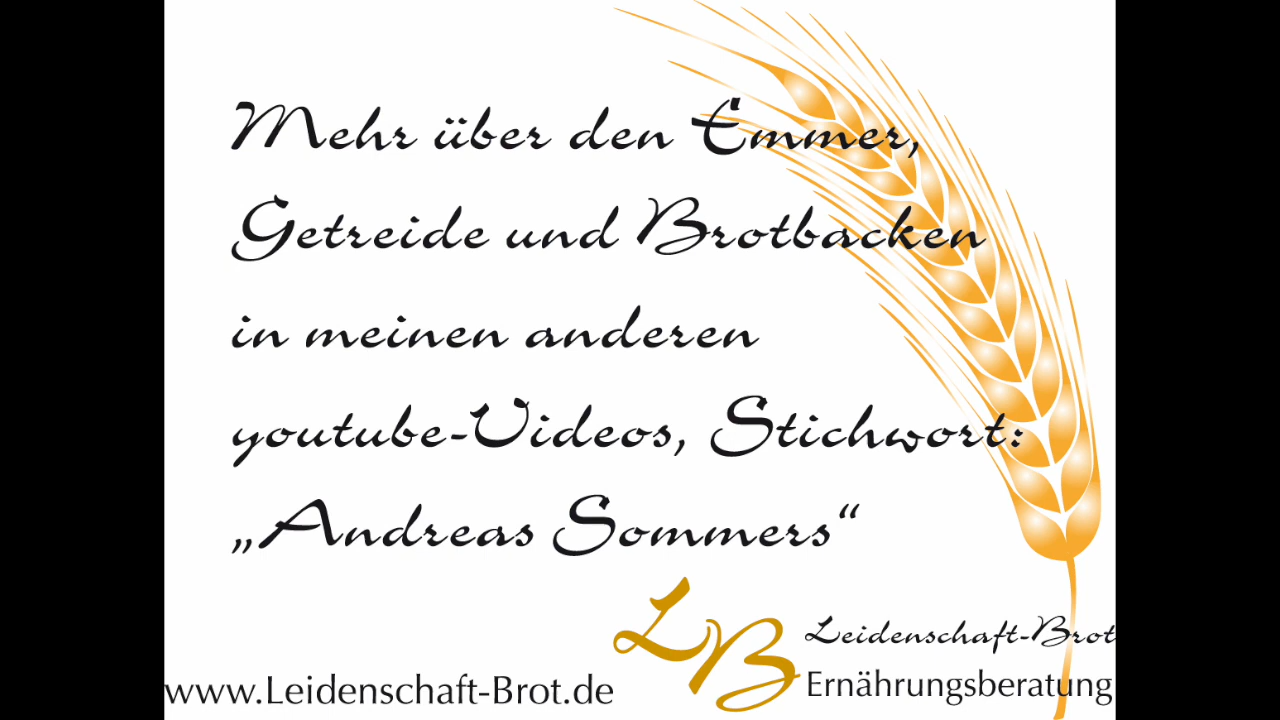 Mehr über den Emmer,
Getreide und Brotbacken
in meinen anderen
youtube-Videos, Stichwort:
„Andreas Sommers“
LB
Leidenschaft-Brot
Ernährungsberatung
www.Leidenschaft-Brot.de